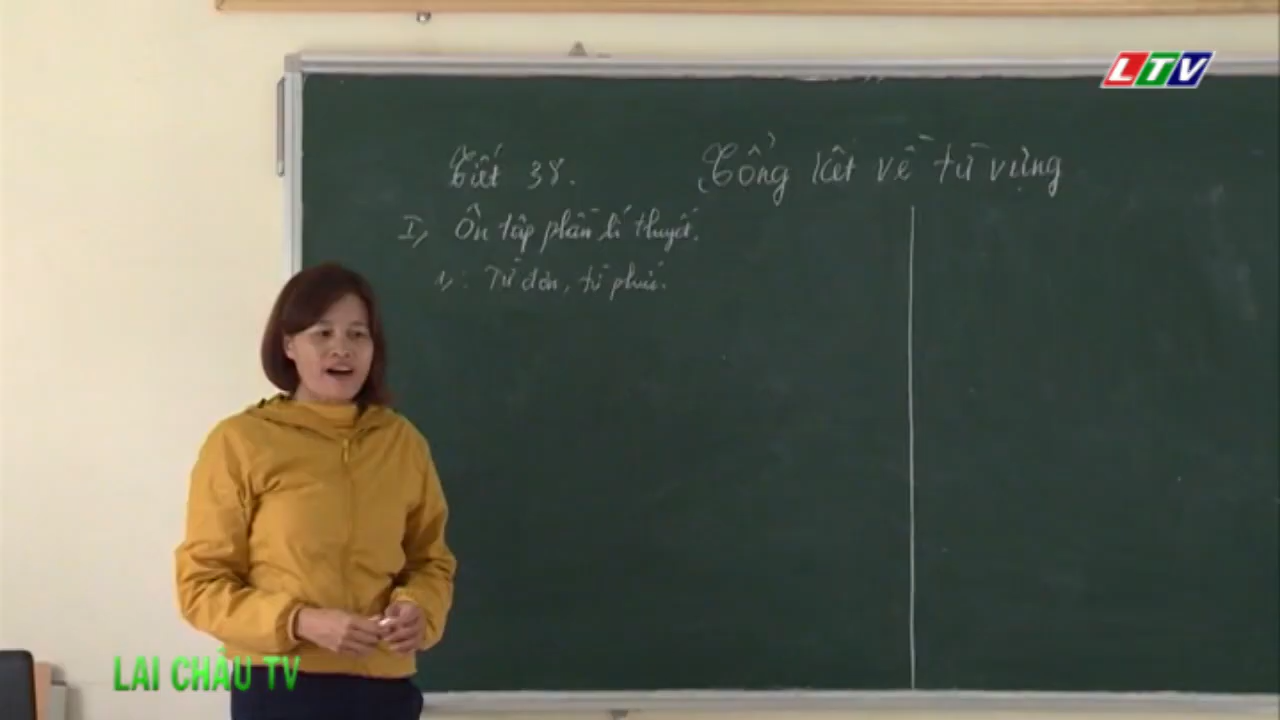 LTV
Tiết 38.
Tổng kết về từ vựng
I, Ôn tập phần lí thuyết.
1, Từ đơn, từ phức.
LAI CHÂU TV